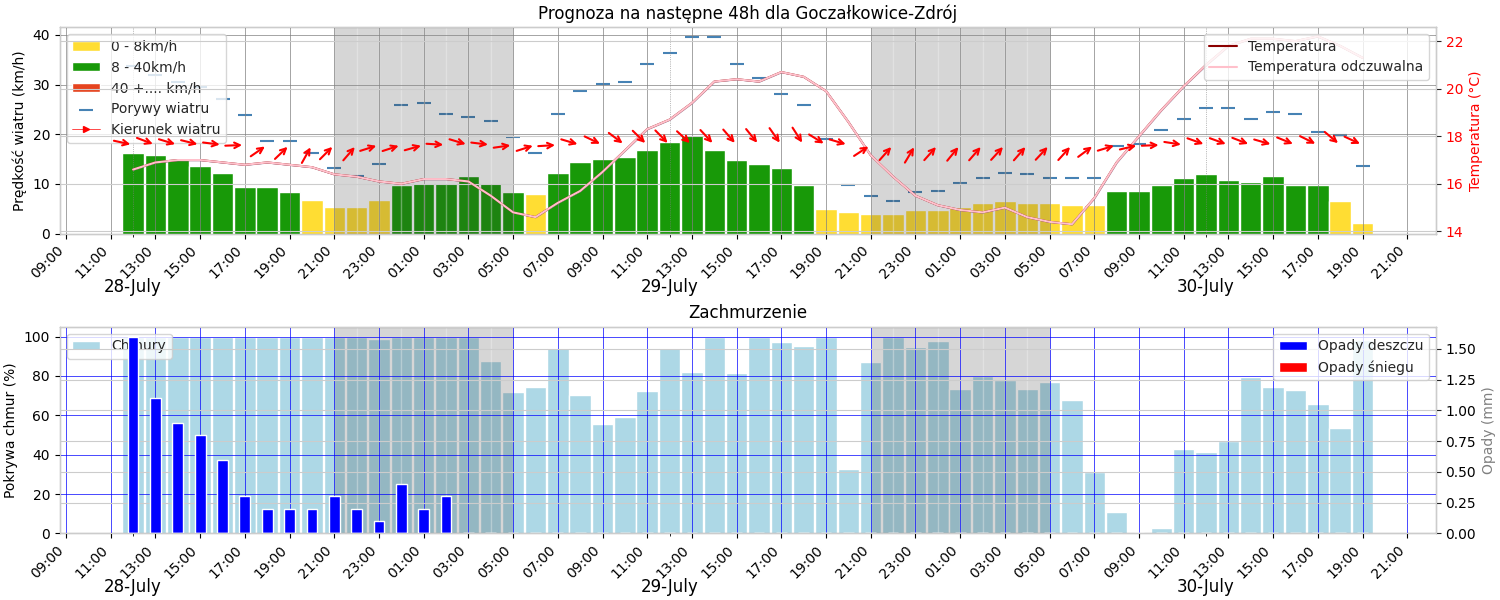 Prognoza na następne 48h dla Goczałkowice-Zdrój
Prędkość wiatru (km/h)
40
30
20
10
0
0 - 8km/h
8 - 40km/h
40 +.... km/h
Porywy wiatru
Kierunek wiatru
Temperatura
Temperatura odczuwalna
22
20
18
16
14
Temperatura (°C)
09:00 11:00 13:00 15:00 17:00 19:00 21:00 23:00 01:00 03:00 05:00 07:00 09:00 11:00 13:00 15:00 17:00 19:00 21:00 23:00 01:00 03:00 05:00 07:00 09:00 11:00 13:00 15:00 17:00 19:00 21:00
28-July 29-July 30-July
Zachmurzenie
Pokrywa chmur (%)
100
80
60
40
20
0
Chmury
Opady deszczu
Opady śniegu
1.50
1.25
1.00
0.75
0.50
0.25
0.00
Opady (mm)
09:00 11:00 13:00 15:00 17:00 19:00 21:00 23:00 01:00 03:00 05:00 07:00 09:00 11:00 13:00 15:00 17:00 19:00 21:00 23:00 01:00 03:00 05:00 07:00 09:00 11:00 13:00 15:00 17:00 19:00 21:00
28-July 29-July 30-July